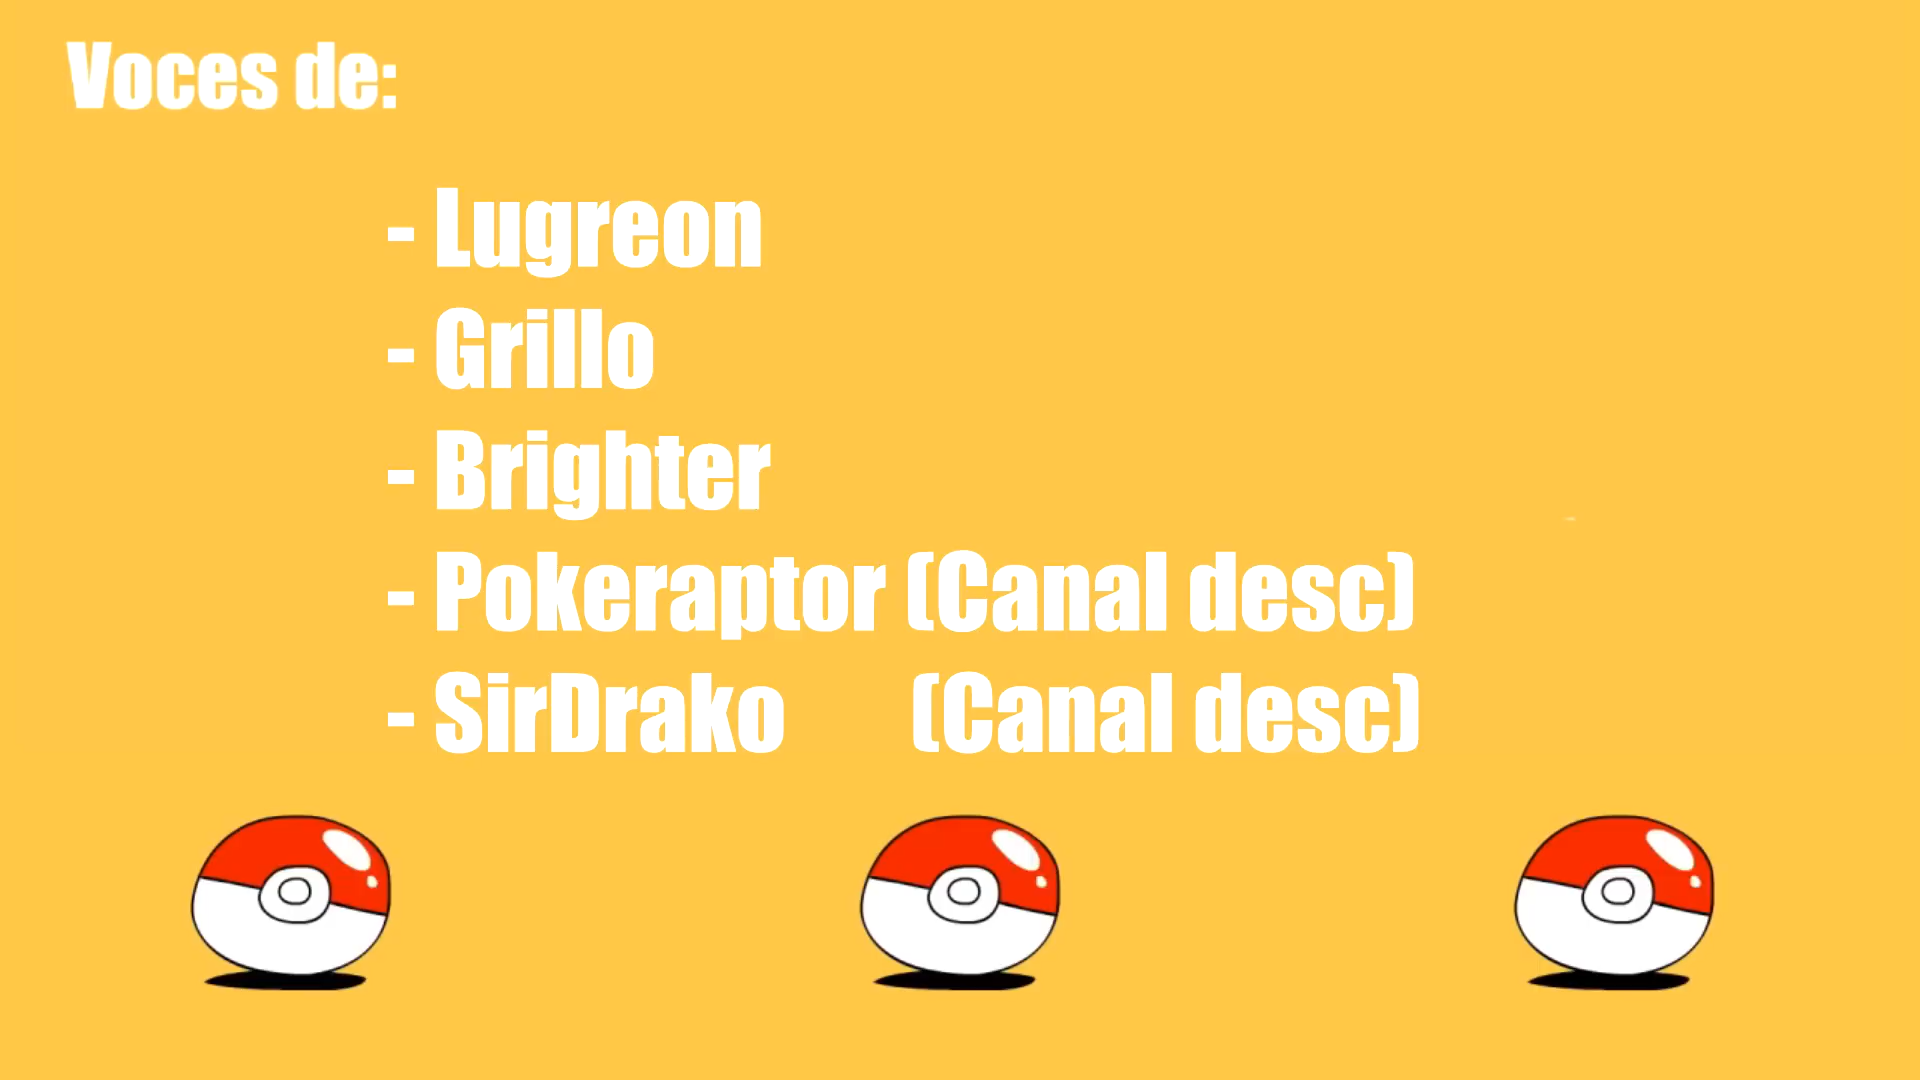 Voces de:
- Lugreon
- Grillo
- Brighter
- Pokeraptor (Canal desc)
- SirDrako (Canal desc)